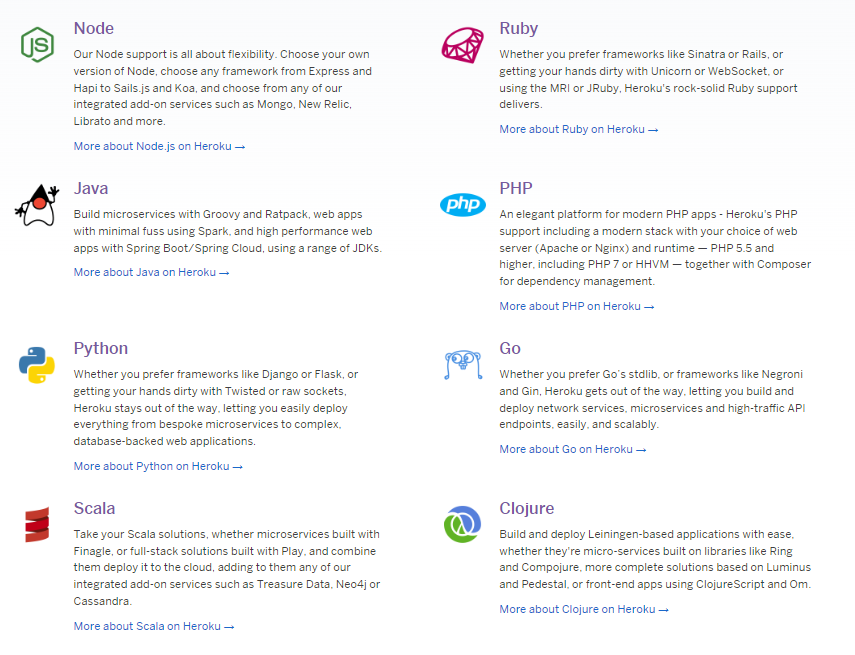 Node
Our Node support is all about flexibility. Choose your own
version of Node, choose any framework from Express and
Hapi to Sails.js and Koa, and choose from any of our
integrated add-on services such as Mongo, New Relic,
Librato and more.
More about Node.js on Heroku →
Ruby
Whether you prefer frameworks like Sinatra or Rails, or
getting your hands dirty with Unicorn or WebSocket, or
using the MRI or JRuby, Heroku's rock-solid Ruby support
delivers.
More about Ruby on Heroku →
Java
Build microservices with Groovy and Ratpack, web apps
with minimal fuss using Spark, and high performance web
apps with Spring Boot/Spring Cloud, using a range of JDKs.
More about Java on Heroku →
php
PHP
An elegant platform for modern PHP apps - Heroku's PHP
support including a modern stack with your choice of web
server (Apache or Nginx) and runtime — PHP 5.5 and
higher, including PHP 7 or HHVM — together with Composer
for dependency management.
More about PHP on Heroku →
Python
Whether you prefer frameworks like Django or Flask, or
getting your hands dirty with Twisted or raw sockets,
Heroku stays out of the way, letting you easily deploy
everything from bespoke microservices to complex,
database-backed web applications.
More about Python on Heroku →
Go
Whether you prefer Go's stdlib, or frameworks like Negroni
and Gin, Heroku gets out of the way, letting you build and
deploy network services, microservices and high-traffic API
endpoints, easily, and scalably.
More about Go on Heroku →
Scala
Take your Scala solutions, whether microservices built with
Finagle, or full-stack solutions built with Play, and combine
them deploy it to the cloud, adding to them any of our
integrated add-on services such as Treasure Data, Neo4j or
Cassandra.
More about Scala on Heroku →
Clojure
Build and deploy Leiningen-based applications with ease,
whether they're micro-services built on libraries like Ring
and Compojure, more complete solutions based on Luminus
and Pedestal, or front-end apps using ClojureScript and Om.
More about Clojure on Heroku →
JS